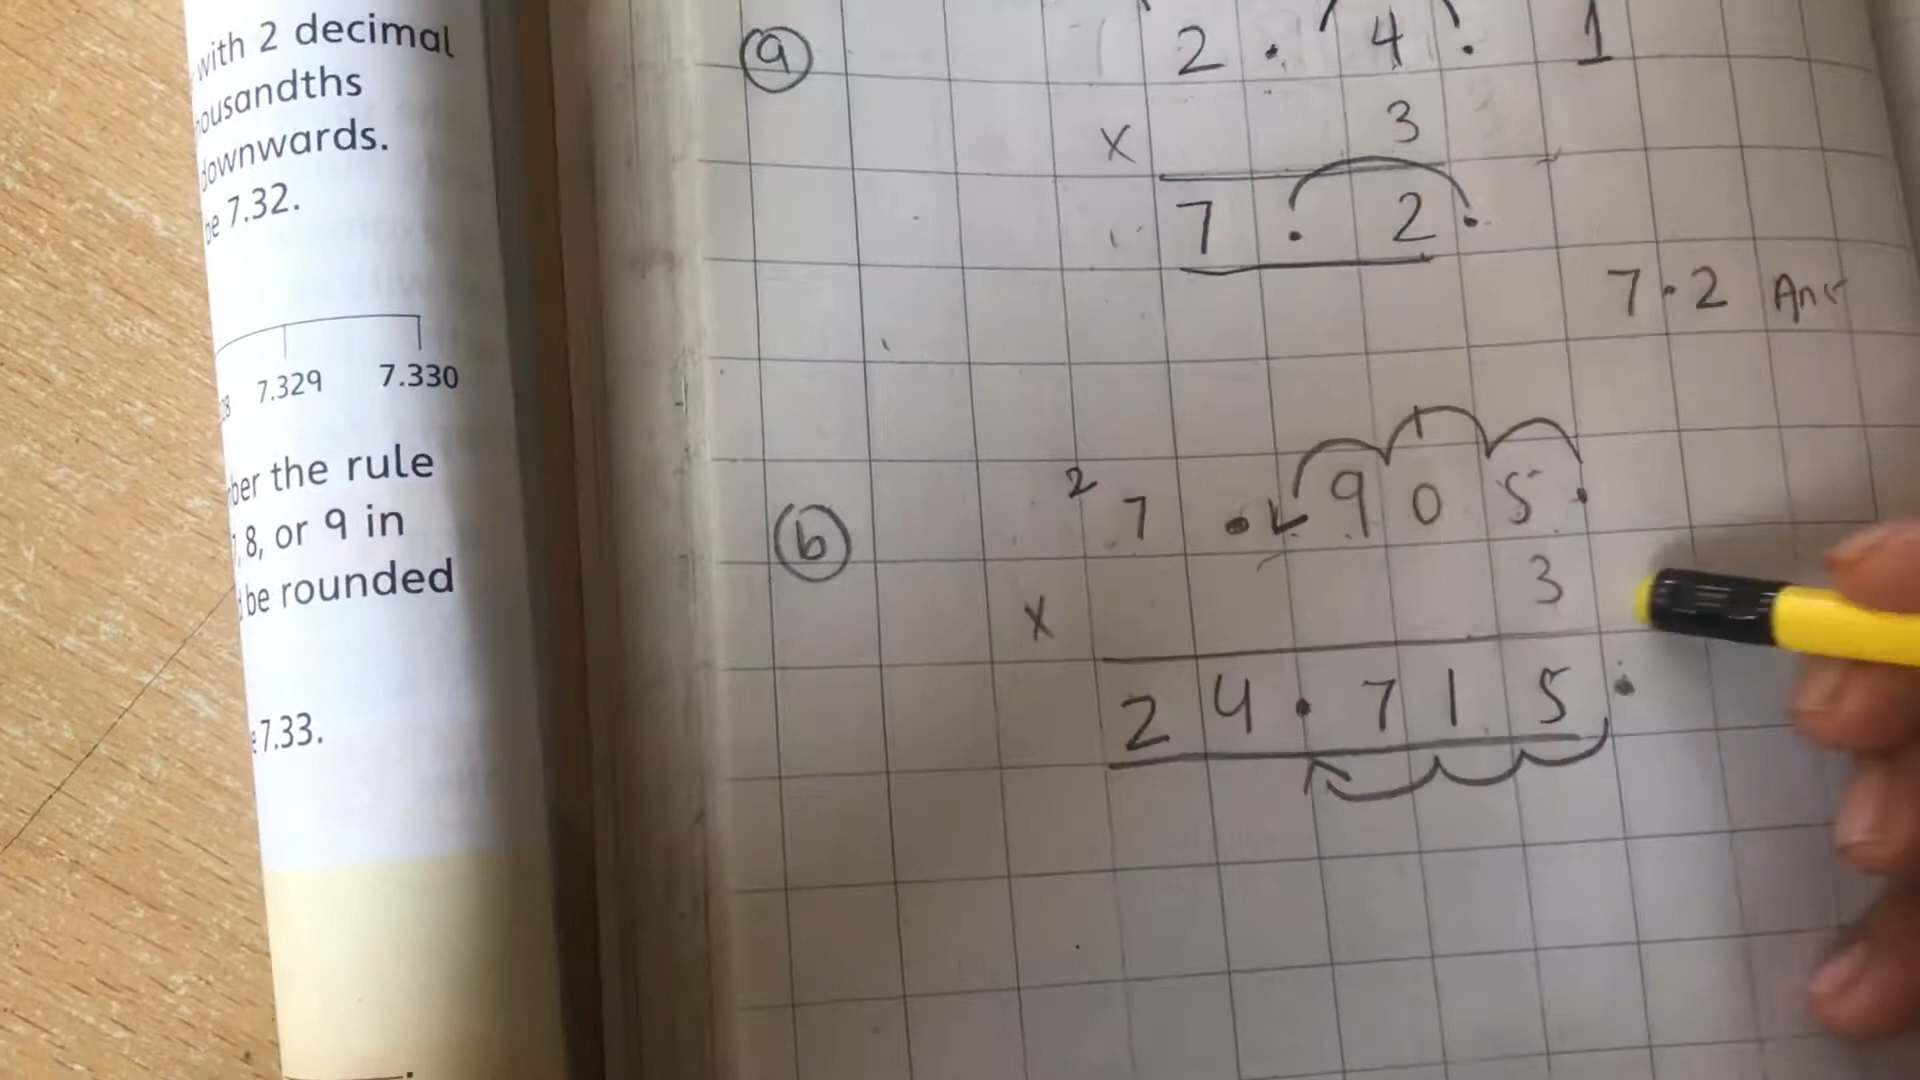 with 2 decimal
ousandths
downwards.
be 7.32.
7.329 7.330
ber the rule
8, or 9 in
be rounded
7.33.
a 2 . 4 . 1
x 3
7 . 2 .
7.2 Ans
2
b 7 . 9 0 5 .
x 3
2 4 . 7 1 5 .